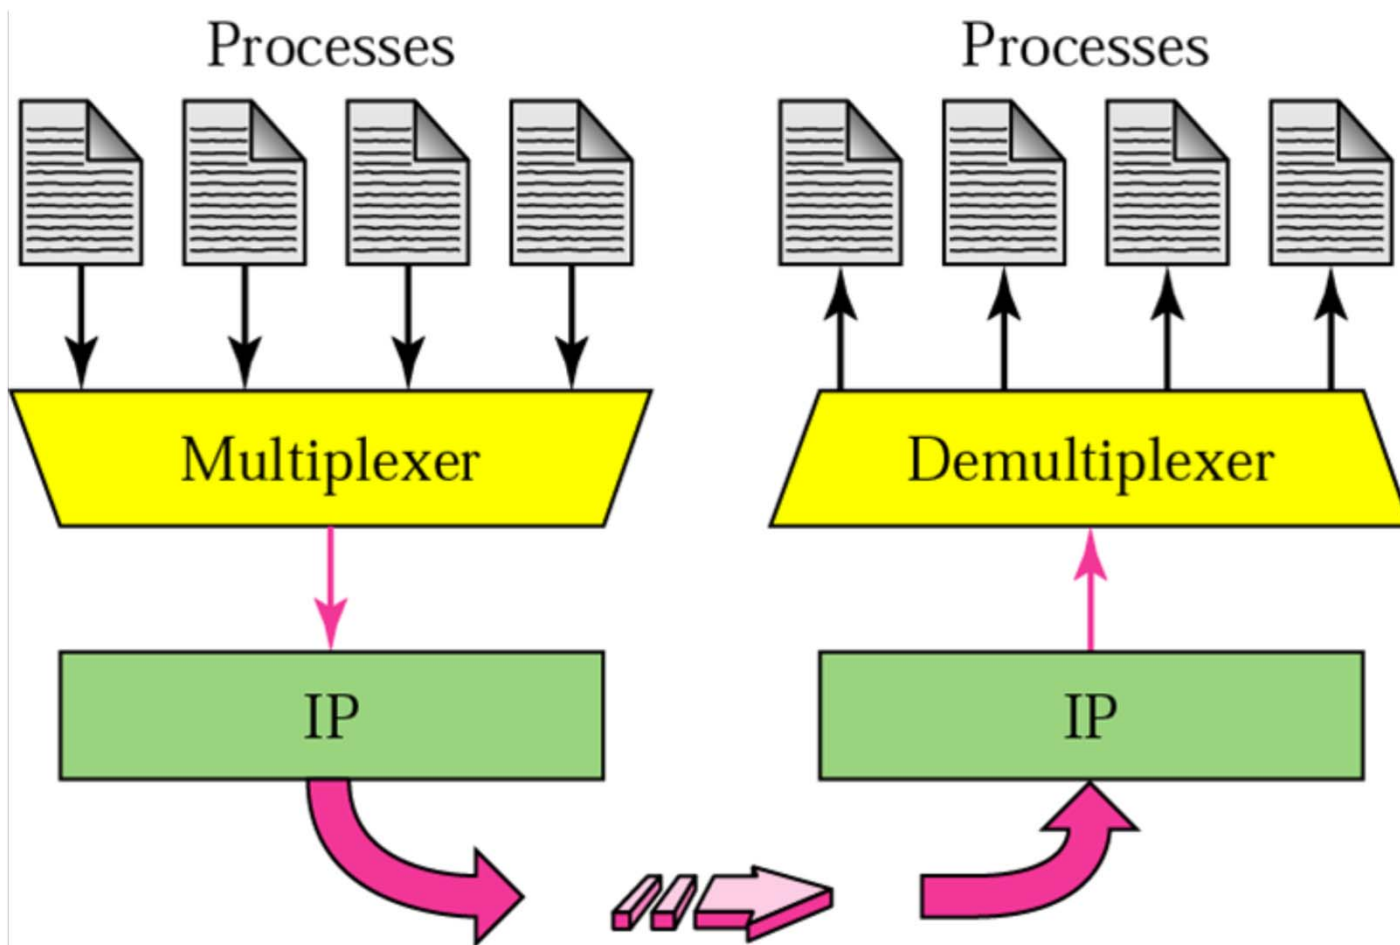 Processes
Processes
Multiplexer
Demultiplexer
IP
IP